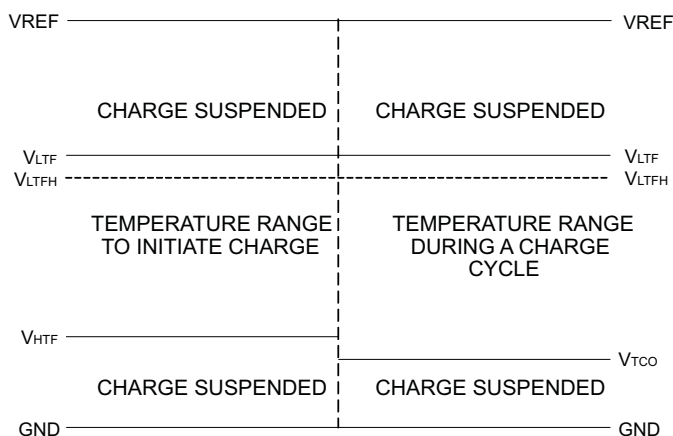 VREF VREF
CHARGE SUSPENDED CHARGE SUSPENDED
VLTF VLTF
VLTFH VLTFH
TEMPERATURE RANGE TEMPERATURE RANGE
TO INITIATE CHARGE DURING A CHARGE
CYCLE
VHTF
VTCO
CHARGE SUSPENDED CHARGE SUSPENDED
GND GND